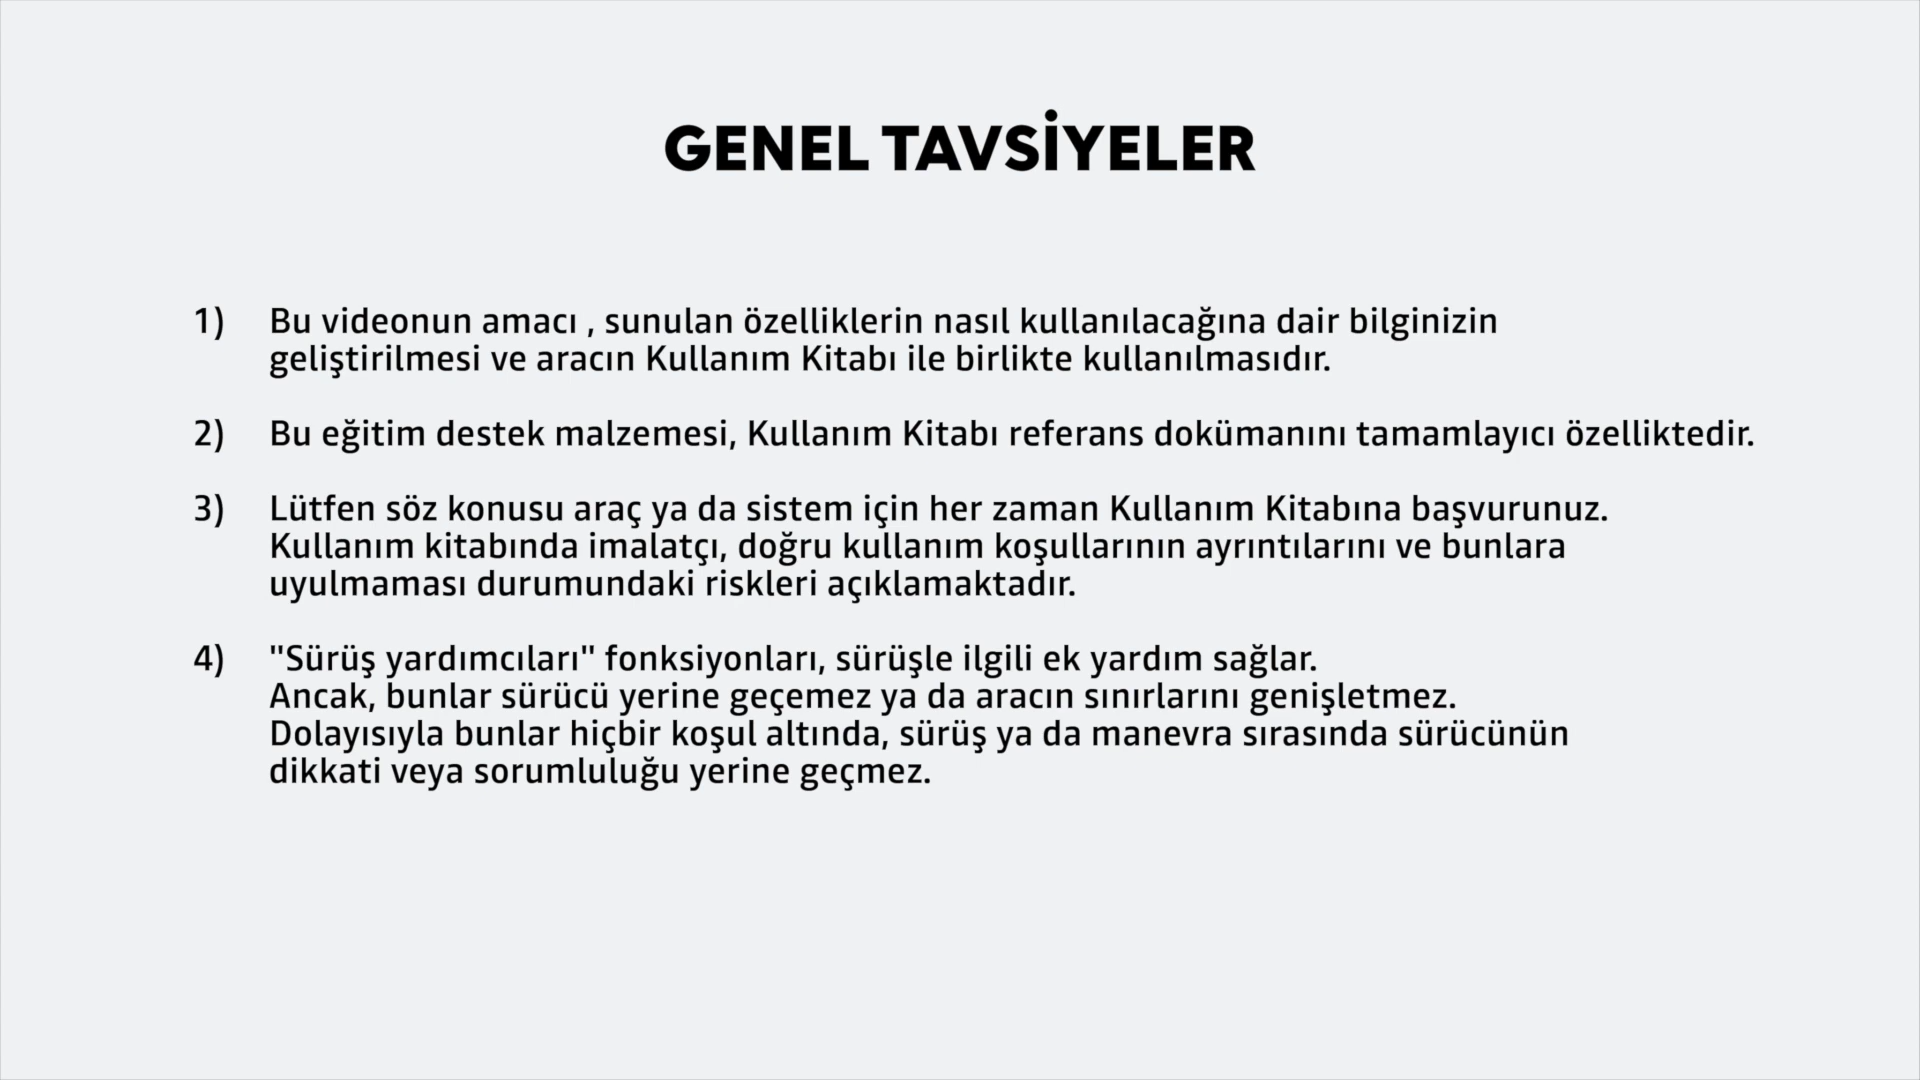 GENEL TAVSİYELER
1) Bu videonun amacı , sunulan özelliklerin nasıl kullanılacağına dair bilginizin
geliştirilmesi ve aracın Kullanım Kitabı ile birlikte kullanılmasıdır.
2) Bu eğitim destek malzemesi, Kullanım Kitabı referans dokümanını tamamlayıcı özelliktedir.
3) Lütfen söz konusu araç ya da sistem için her zaman Kullanım Kitabına başvurunuz.
Kullanım kitabında imalatçı, doğru kullanım koşullarının ayrıntılarını ve bunlara
uyulmaması durumundaki riskleri açıklamaktadır.
4) "Sürüş yardımcıları" fonksiyonları, sürüşle ilgili ek yardım sağlar.
Ancak, bunlar sürücü yerine geçemez ya da aracın sınırlarını genişletmez.
Dolayısıyla bunlar hiçbir koşul altında, sürüş ya da manevra sırasında sürücünün
dikkati veya sorumluluğu yerine geçmez.